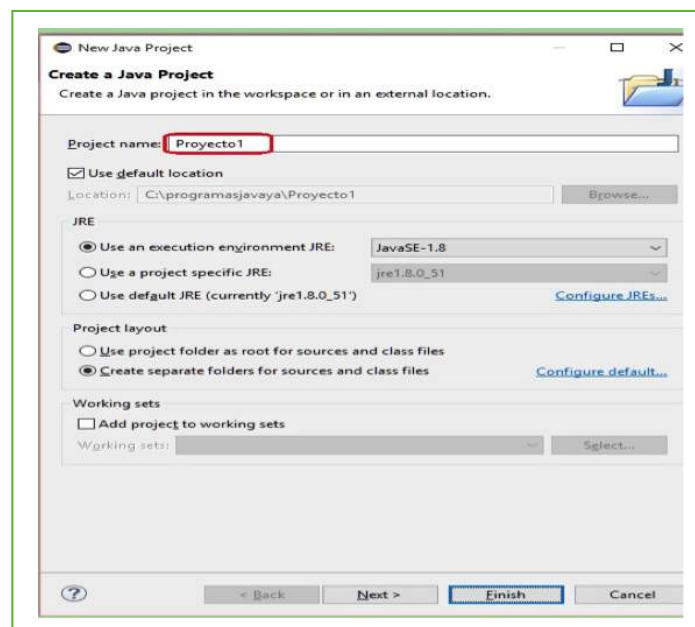 New Java Project
Create a Java Project
Create a Java project in the workspace or in an external location.
Project name: Proyecto1
Use default location
Location: C:\programasjavaya\Proyecto1 Browse...
JRE
Use an execution environment JRE: JavaSE-1.8
Use a project specific JRE: jre1.8.0_51
Use default JRE (currently 'jre1.8.0_51') Configure JREs...
Project layout
Use project folder as root for sources and class files
Create separate folders for sources and class files Configure default...
Working sets
Add project to working sets
Working sets: Select...
? < Back Next > Finish Cancel